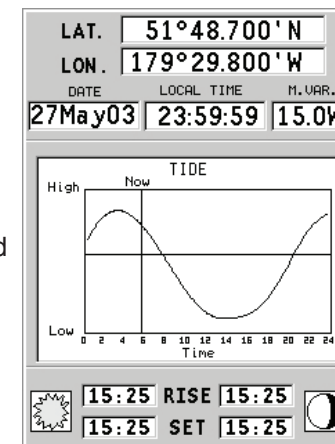 LAT. 51°48.700'N
LON. 179°29.800'W
DATE LOCAL TIME M.VAR.
27May03 23:59:59 15.0W
TIDE
High Now
Low
0 2 4 6 8 10 12 14 16 18 20 22 24
Time
15:25 RISE 15:25
15:25 SET 15:25